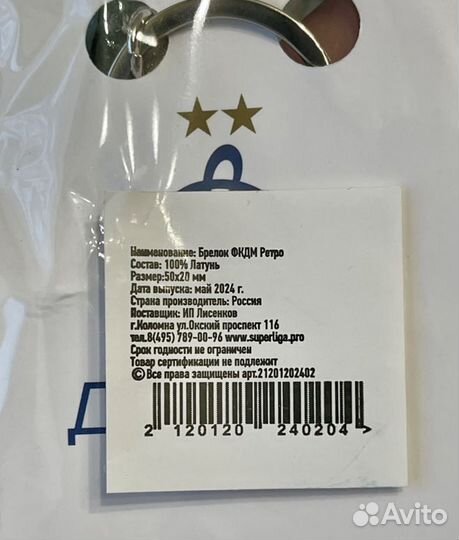 Наименование: Брелок ФКДМ Ретро
Состав: 100% Латунь
Размер:50х20 мм
Дата выпуска: май 2024 г.
Страна производитель: Россия
Поставщик: ИП Лисенков
г.Коломна ул.Окский проспект 116
тел.8(495) 789-00-96 www.superliga.pro
Срок годности не ограничен
Товар сертификации не подлежит
©Все права защищены арт.21201202402
2 120120 240204 >
Д
Avito